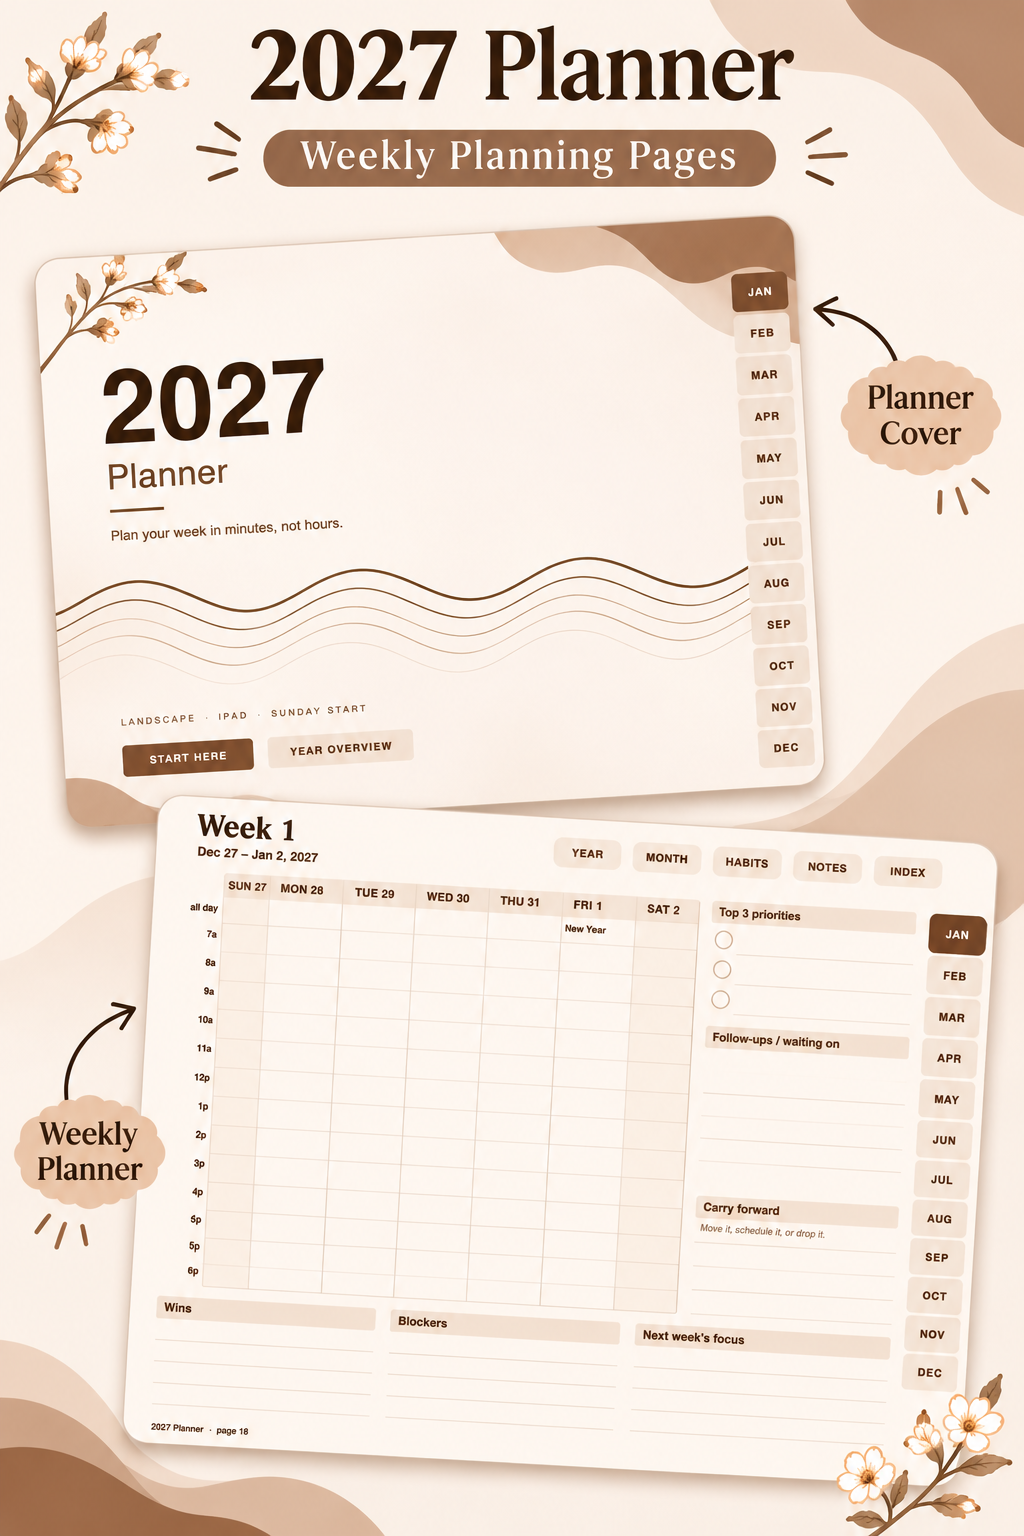 2027 Planner
Weekly Planning Pages
2027
Planner
Plan your week in minutes, not hours.
LANDSCAPE · IPAD · SUNDAY START
START HERE
YEAR OVERVIEW
JAN
FEB
MAR
APR
MAY
JUN
JUL
AUG
SEP
OCT
NOV
DEC
Planner
Cover
Week 1
Dec 27 – Jan 2, 2027
YEAR
MONTH
HABITS
NOTES
INDEX
SUN 27
MON 28
TUE 29
WED 30
THU 31
FRI 1
SAT 2
all day
New Year
7a
8a
9a
10a
11a
12p
1p
2p
3p
4p
5p
5p
6p
Top 3 priorities
Follow-ups / waiting on
Carry forward
Move it, schedule it, or drop it.
JAN
FEB
MAR
APR
MAY
JUN
JUL
AUG
SEP
OCT
NOV
DEC
Weekly
Planner
Wins
Blockers
Next week's focus
2027 Planner · page 18